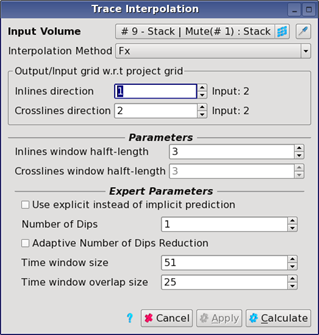 Trace Interpolation
Input Volume # 9 - Stack | Mute(# 1) : Stack
Interpolation Method Fx
Output/Input grid w.r.t project grid
Inlines direction 1 Input: 2
Crosslines direction 2 Input: 2
Parameters
Inlines window halft-length 3
Crosslines window halft-length 3
Expert Parameters
Use explicit instead of implicit prediction
Number of Dips 1
Adaptive Number of Dips Reduction
Time window size 51
Time window overlap size 25
? Cancel Apply Calculate